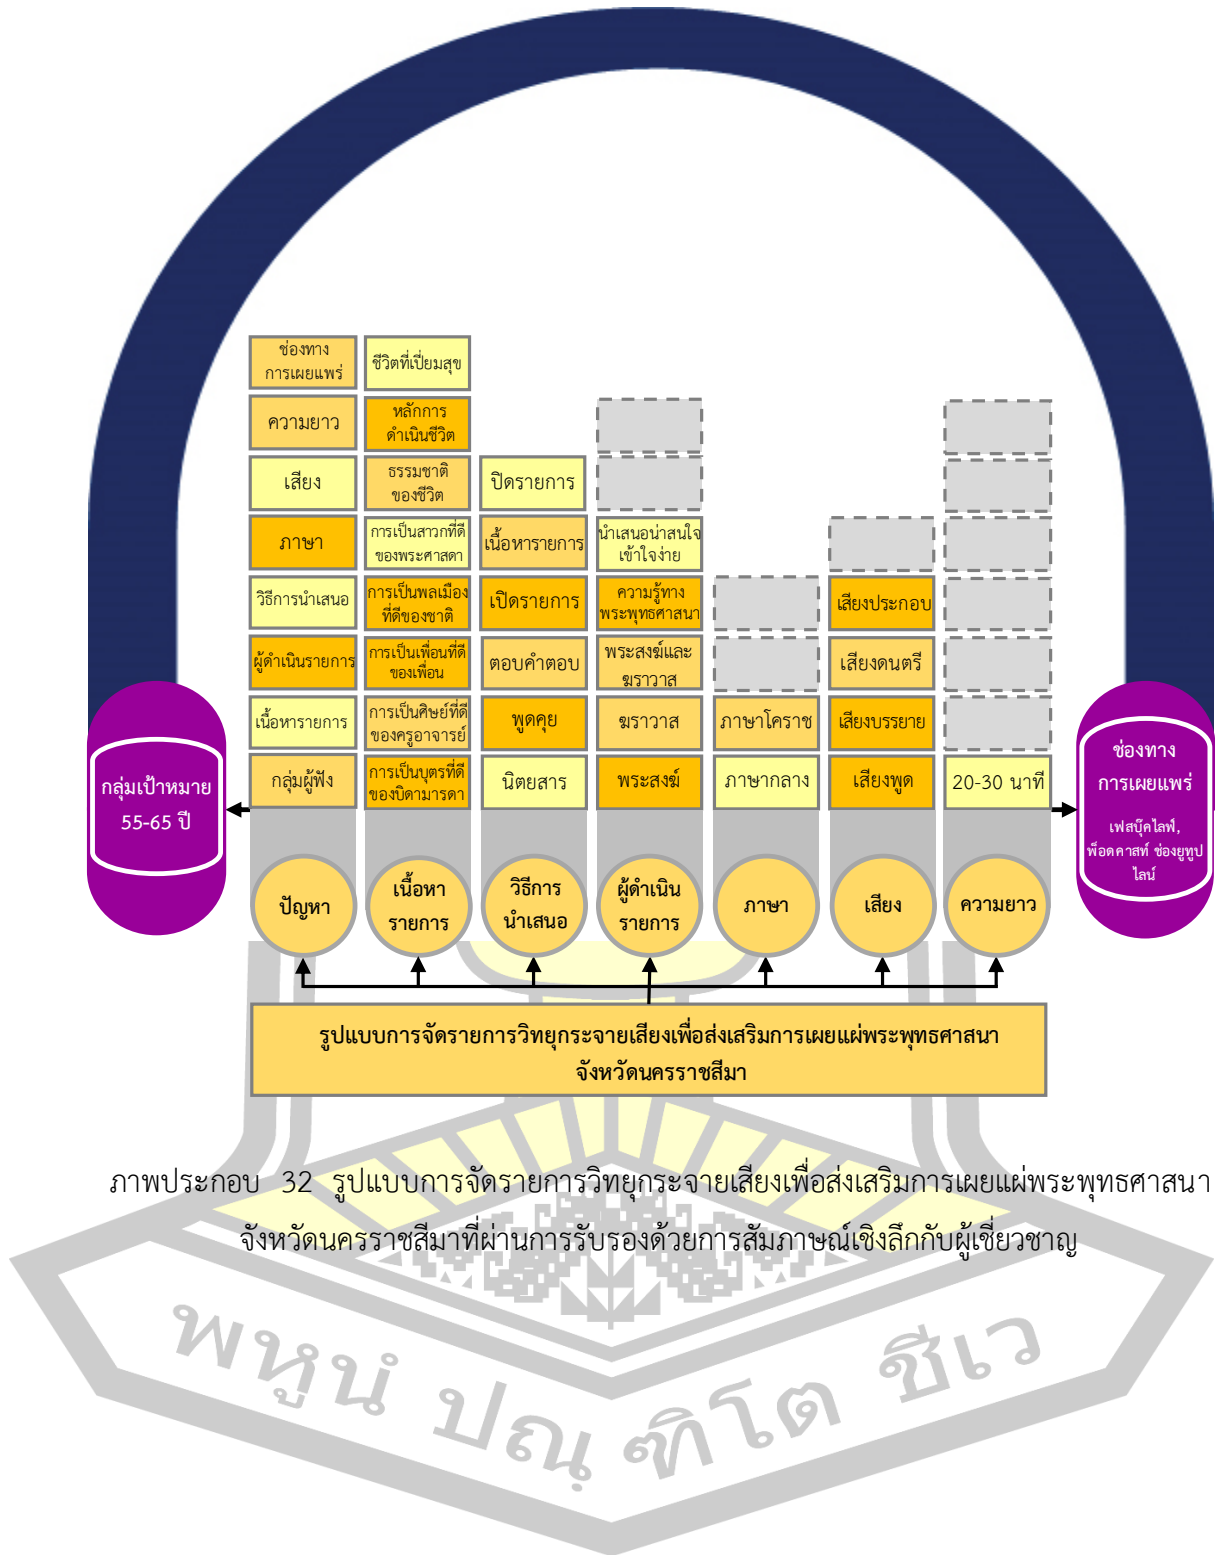 ช่องทาง
การเผยแพร่
ความยาว
เสียง
ภาษา
วิธีการนำเสนอ
ผู้ดำเนินรายการ
เนื้อหารายการ
กลุ่มผู้ฟัง
ชีวิตที่เปี่ยมสุข
หลักการ
ดำเนินชีวิต
ธรรมชาติ
ของชีวิต
การเป็นสาวกที่ดี
ของพระศาสดา
การเป็นพลเมือง
ที่ดีของชาติ
การเป็นเพื่อนที่ดี
ของเพื่อน
การเป็นศิษย์ที่ดี
ของครูอาจารย์
การเป็นบุตรที่ดี
ของบิดามารดา
ปิดรายการ
เนื้อหารายการ
เปิดรายการ
ตอบคำตอบ
พูดคุย
นิตยสาร
นำเสนอน่าสนใจ
เข้าใจง่าย
ความรู้ทาง
พระพุทธศาสนา
พระสงฆ์และ
ฆราวาส
ฆราวาส
พระสงฆ์
ภาษาโคราช
ภาษากลาง
เสียงประกอบ
เสียงดนตรี
เสียงบรรยาย
เสียงพูด
20-30 นาที
กลุ่มเป้าหมาย
55-65 ปี
ช่องทาง
การเผยแพร่
เฟสบุ๊คไลฟ์,
พ็อดคาสท์ ช่องยูทูป
ไลน์
ปัญหา
เนื้อหา
รายการ
วิธีการ
นำเสนอ
ผู้ดำเนิน
รายการ
ภาษา
เสียง
ความยาว
รูปแบบการจัดรายการวิทยุกระจายเสียงเพื่อส่งเสริมการเผยแผ่พระพุทธศาสนา
จังหวัดนครราชสีมา
ภาพประกอบ 32 รูปแบบการจัดรายการวิทยุกระจายเสียงเพื่อส่งเสริมการเผยแผ่พระพุทธศาสนา
จังหวัดนครราชสีมาที่ผ่านการรับรองด้วยการสัมภาษณ์เชิงลึกกับผู้เชี่ยวชาญ
พหูนํ ปณฺฑิโต ชีเว